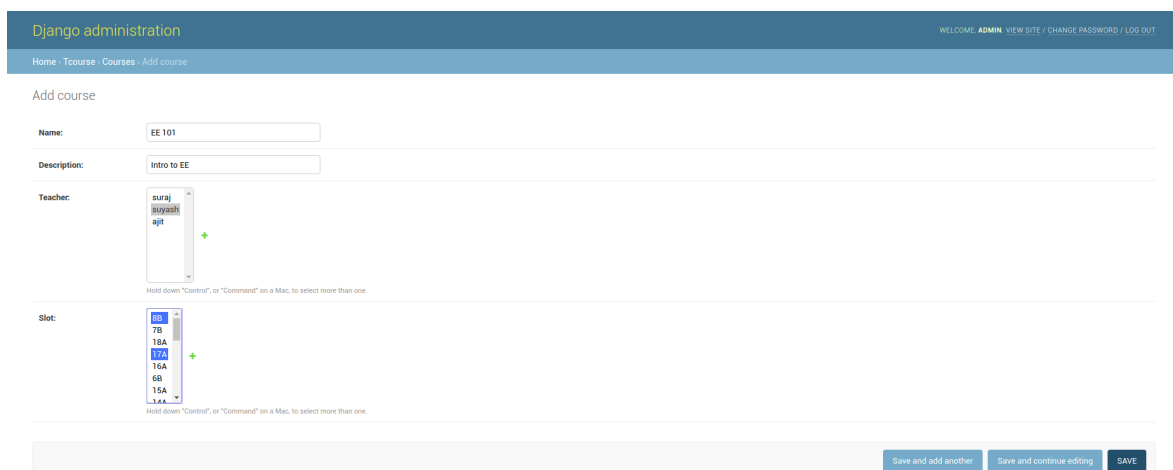 Django administration
WELCOME, ADMIN. VIEW SITE / CHANGE PASSWORD / LOG OUT
Home › Tcourse › Courses › Add course
Add course
Name: EE 101
Description: Intro to EE
Teacher:
suraj
suyash
ajit
Hold down "Control", or "Command" on a Mac, to select more than one.
Slot:
8B
7B
18A
17A
16A
6B
15A
14A
Hold down "Control", or "Command" on a Mac, to select more than one.
Save and add another Save and continue editing SAVE